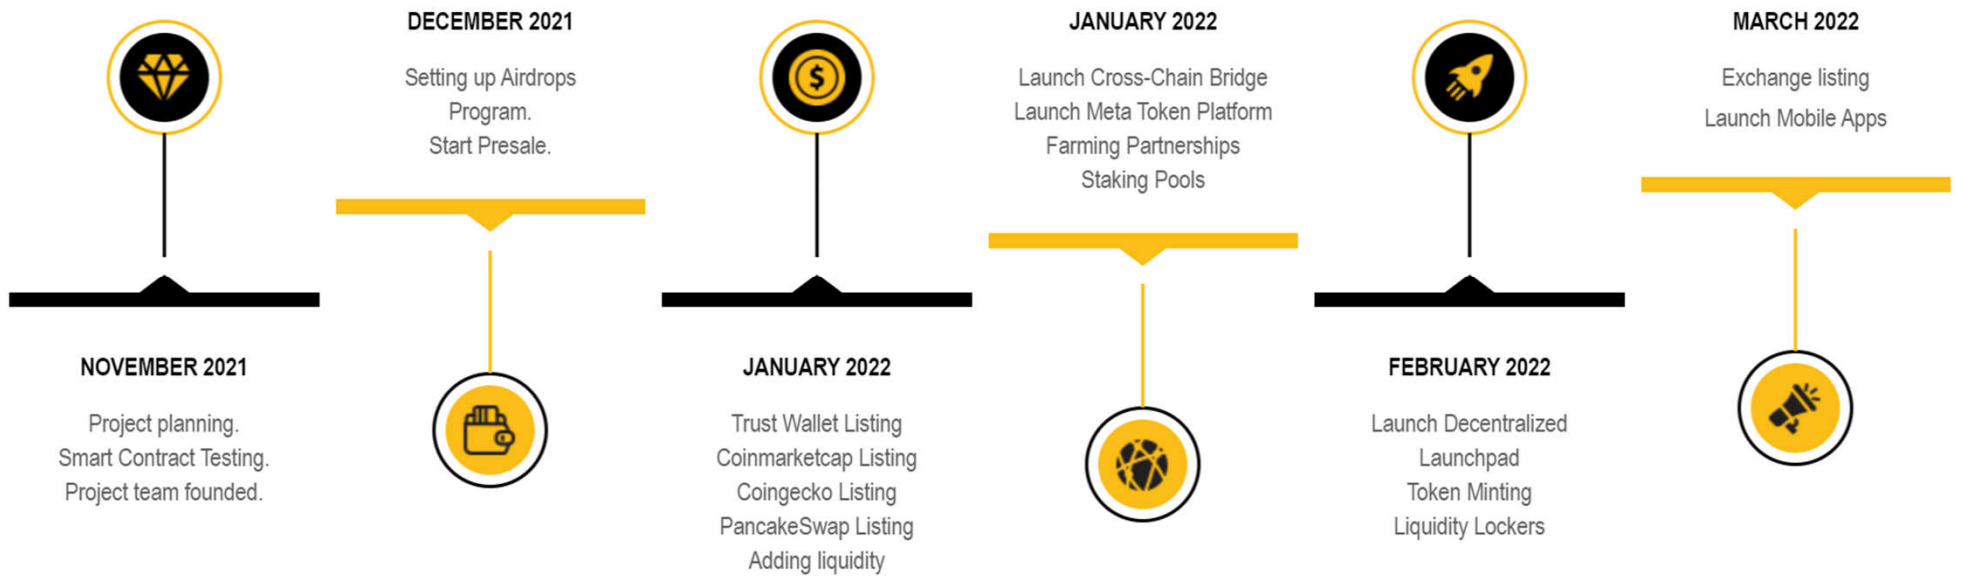 NOVEMBER 2021
Project planning.
Smart Contract Testing.
Project team founded.
DECEMBER 2021
Setting up Airdrops
Program.
Start Presale.
$
JANUARY 2022
Trust Wallet Listing
Coinmarketcap Listing
Coingecko Listing
PancakeSwap Listing
Adding liquidity
JANUARY 2022
Launch Cross-Chain Bridge
Launch Meta Token Platform
Farming Partnerships
Staking Pools
FEBRUARY 2022
Launch Decentralized
Launchpad
Token Minting
Liquidity Lockers
MARCH 2022
Exchange listing
Launch Mobile Apps